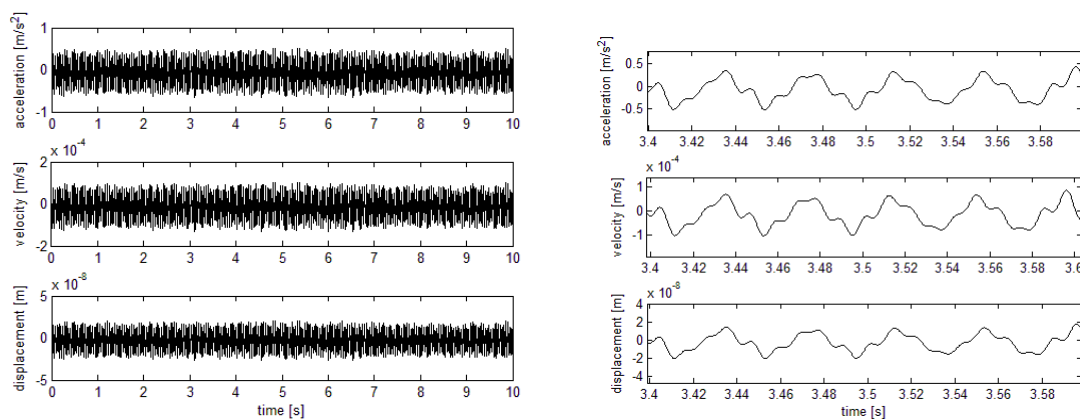 acceleration [m/s²]
1
0
-1
0 1 2 3 4 5 6 7 8 9 10
x 10⁻⁴
velocity [m/s]
2
0
-2
0 1 2 3 4 5 6 7 8 9 10
x 10⁻⁸
displacement [m]
5
0
-5
0 1 2 3 4 5 6 7 8 9 10
time [s]
acceleration [m/s²]
0.5
0
-0.5
3.4 3.42 3.44 3.46 3.48 3.5 3.52 3.54 3.56 3.58
x 10⁻⁴
velocity [m/s]
1
0
-1
3.4 3.42 3.44 3.46 3.48 3.5 3.52 3.54 3.56 3.58 3.6
x 10⁻⁸
displacement [m]
4
2
0
-2
-4
3.4 3.42 3.44 3.46 3.48 3.5 3.52 3.54 3.56 3.58
time [s]